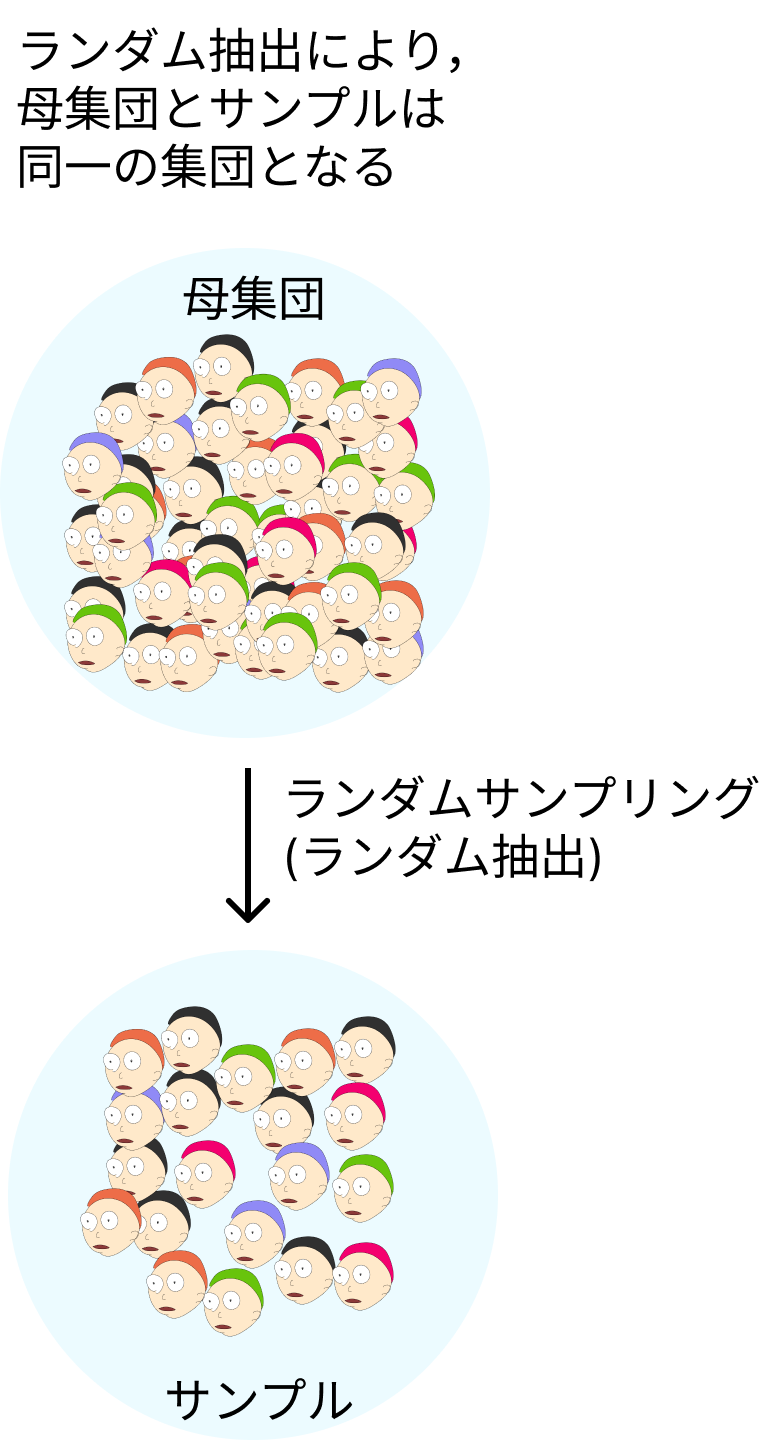 ランダム抽出により，
母集団とサンプルは
同一の集団となる
母集団
ランダムサンプリング
(ランダム抽出)
サンプル